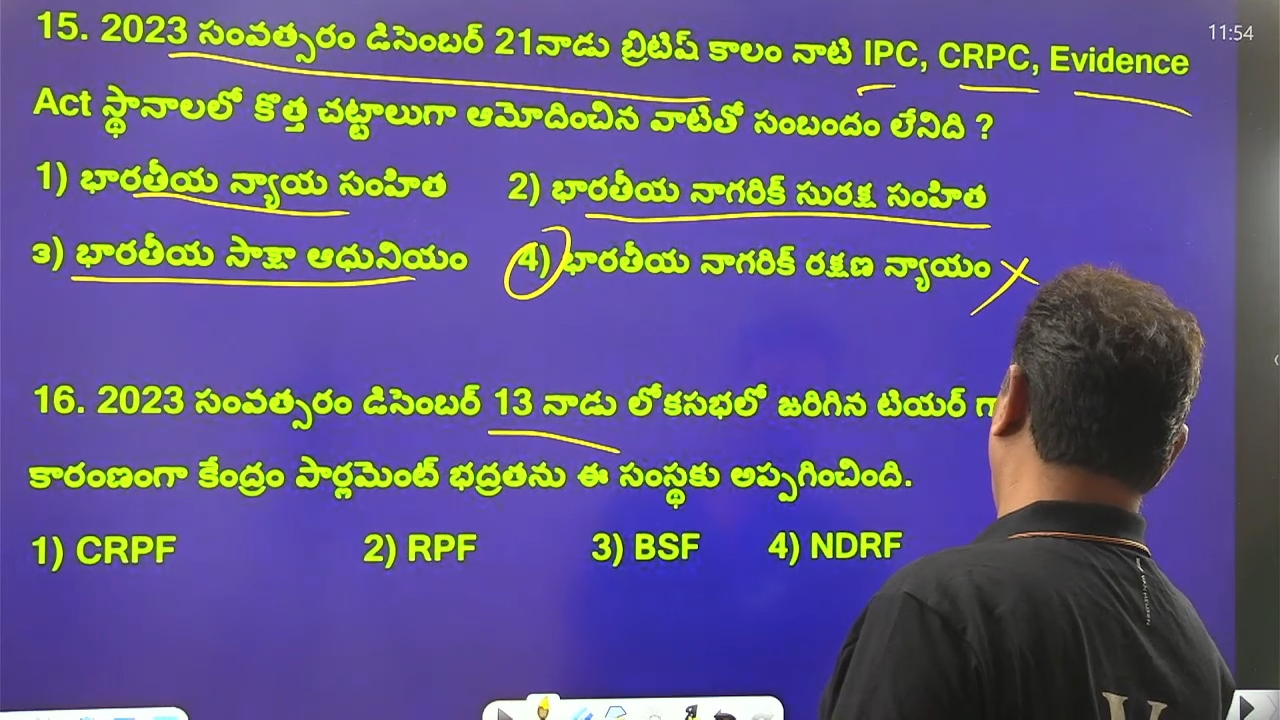 11:54
15. 2023 సంవత్సరం డిసెంబర్ 21నాడు బ్రిటిష్ కాలం నాటి IPC, CRPC, Evidence
Act స్థానాలలో కొత్త చట్టాలుగా ఆమోదించిన వాటితో సంబందం లేనిది ?
1) భారతీయ న్యాయ సంహిత 2) భారతీయ నాగరిక్ సురక్ష సంహిత
3) భారతీయ సాక్షా ఆధునియం 4) భారతీయ నాగరిక్ రక్షణ న్యాయం
16. 2023 సంవత్సరం డిసెంబర్ 13 నాడు లోకసభలో జరిగిన టియర్
కారణంగా కేంద్రం పార్లమెంట్ భద్రతను ఈ సంస్థకు అప్పగించింది.
1) CRPF 2) RPF 3) BSF 4) NDRF